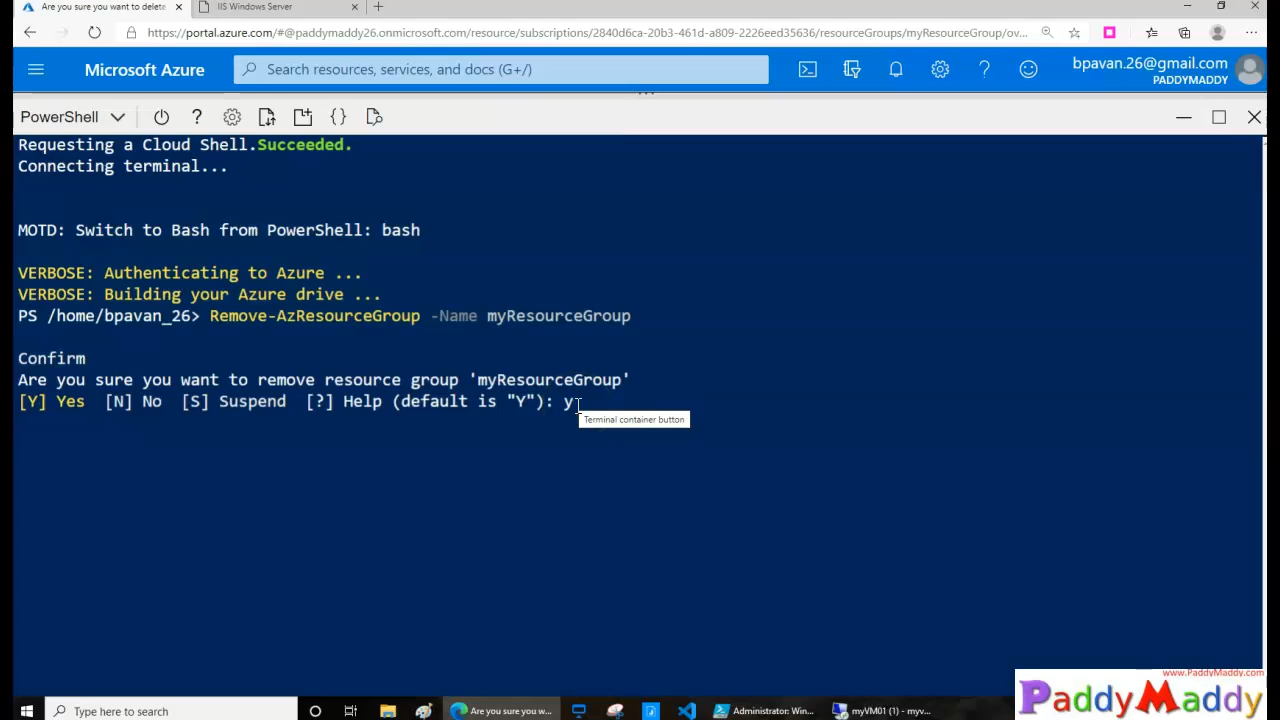 Are you sure you want to delete
IIS Windows Server
https://portal.azure.com/#@paddymaddy26.onmicrosoft.com/resource/subscriptions/2840d6ca-20b3-461d-a809-2226eed35636/resourceGroups/myResourceGroup/ov...
Microsoft Azure
Search resources, services, and docs (G+/)
bpavan.26@gmail.com
PADDYMADDY
PowerShell
Requesting a Cloud Shell.Succeeded.
Connecting terminal...
MOTD: Switch to Bash from PowerShell: bash
VERBOSE: Authenticating to Azure ...
VERBOSE: Building your Azure drive ...
PS /home/bpavan_26> Remove-AzResourceGroup -Name myResourceGroup
Confirm
Are you sure you want to remove resource group 'myResourceGroup'
[Y] Yes [N] No [S] Suspend [?] Help (default is "Y"): y
Terminal container button
www.PaddyMaddy.com
PaddyMaddy
Type here to search
Are you sure you w...
Administrator: Win...
myVM01 (1) - myv...